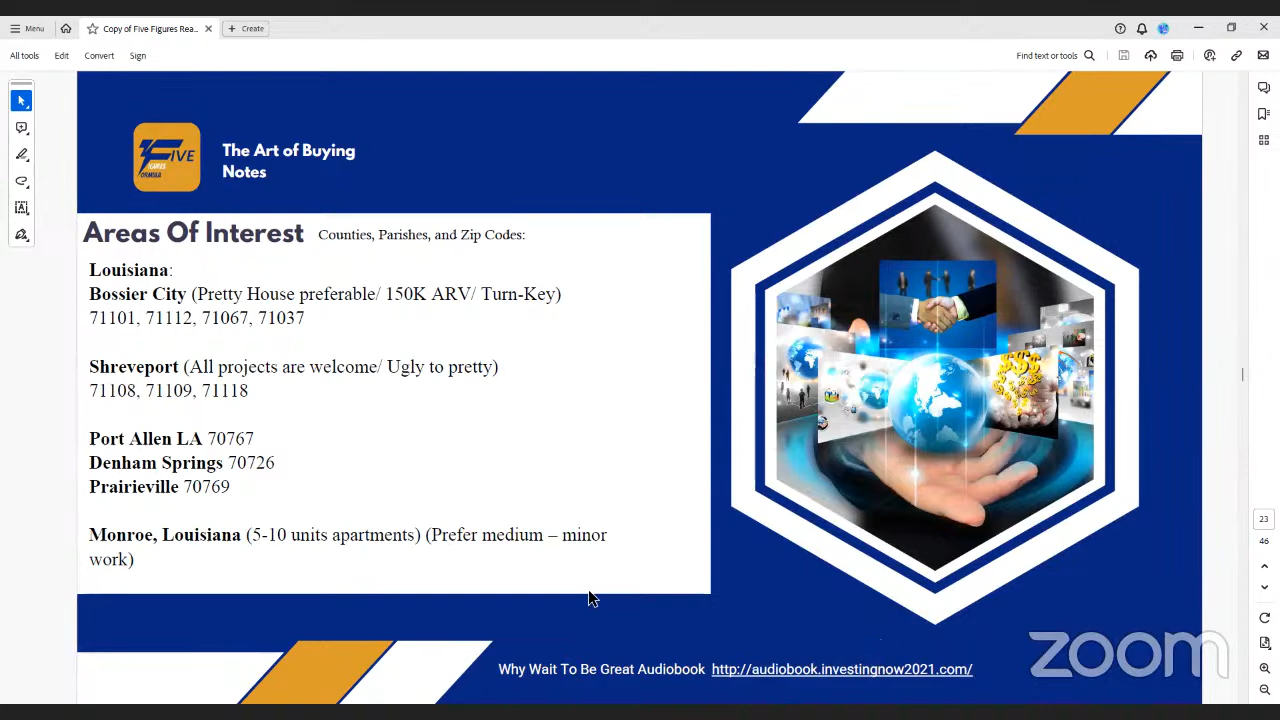 Menu
Copy of Five Figures Rea...
Create
All tools
Edit
Convert
Sign
Find text or tools
FIVE
FIGURES
FORMULA
The Art of Buying
Notes
Areas Of Interest Counties, Parishes, and Zip Codes:
Louisiana:
Bossier City (Pretty House preferable/ 150K ARV/ Turn-Key)
71101, 71112, 71067, 71037
Shreveport (All projects are welcome/ Ugly to pretty)
71108, 71109, 71118
Port Allen LA 70767
Denham Springs 70726
Prairieville 70769
Monroe, Louisiana (5-10 units apartments) (Prefer medium – minor
work)
23
46
Why Wait To Be Great Audiobook http://audiobook.investingnow2021.com/
zoom